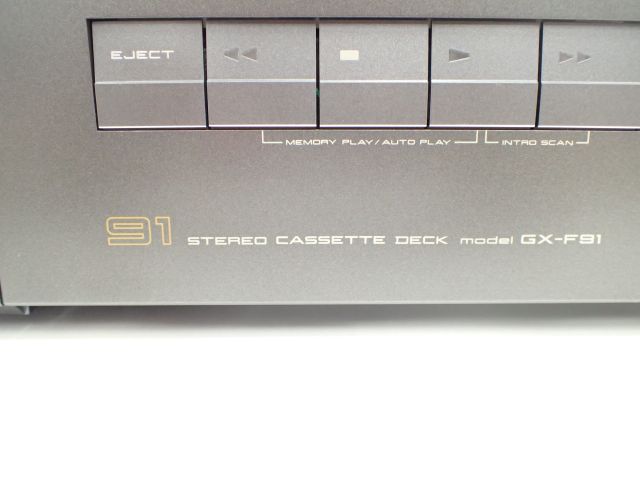 EJECT
MEMORY PLAY/AUTO PLAY INTRO SCAN
91 STEREO CASSETTE DECK model GX-F91